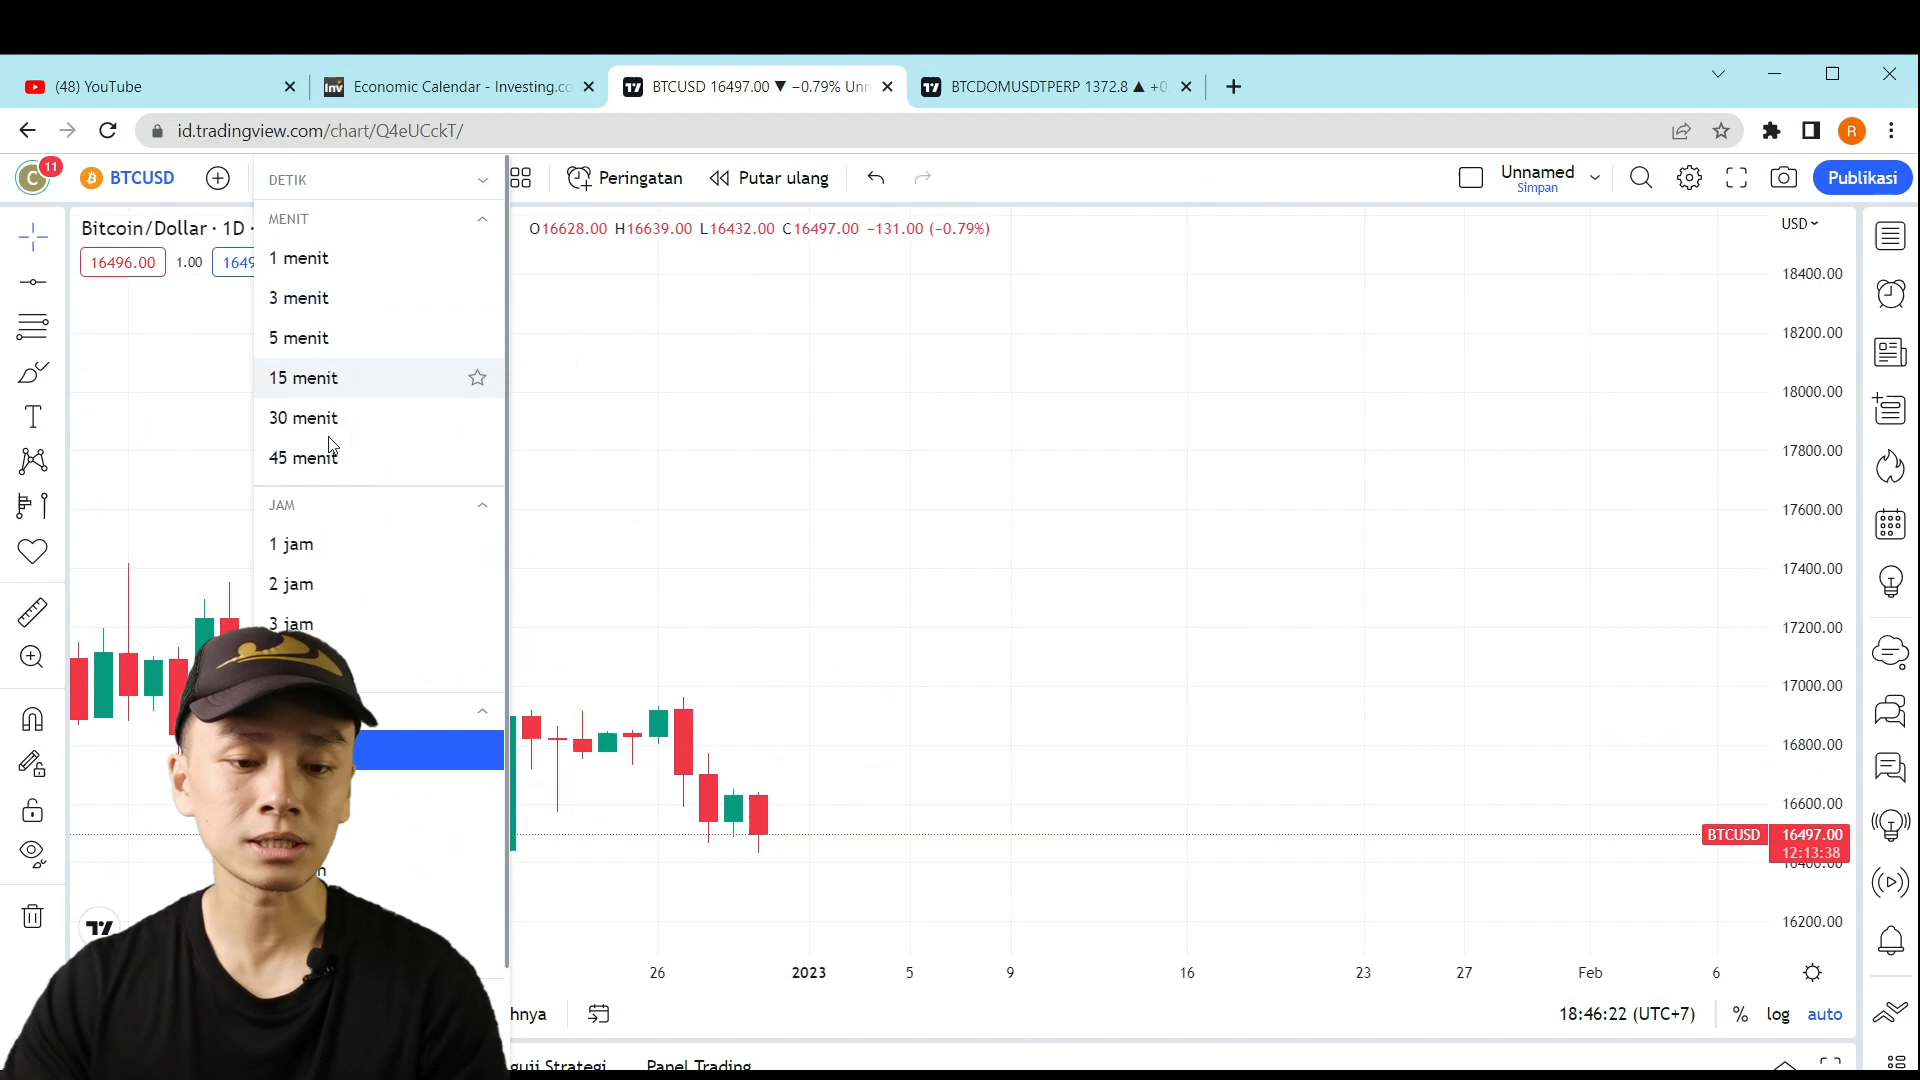 (48) YouTube
Economic Calendar - Investing.co
BTCUSD 16497.00 ▼ −0.79% Unn
BTCDOMUSDTPERP 1372.8 ▲ +0.
id.tradingview.com/chart/Q4eUCckT/
R
C
11
BTCUSD
Peringatan
Putar ulang
Unnamed
Simpan
Publikasi
DETIK
MENIT
1 menit
3 menit
5 menit
15 menit
30 menit
45 menit
JAM
1 jam
2 jam
3 jam
Bitcoin/Dollar · 1D ·
O16628.00 H16639.00 L16432.00 C16497.00 −131.00 (−0.79%)
16496.00
1.00
1649
USD
18400.00
18200.00
18000.00
17800.00
17600.00
17400.00
17200.00
17000.00
16800.00
16600.00
BTCUSD
16497.00
12:13:38
16400.00
16200.00
26
2023
5
9
16
23
27
Feb
6
hnya
18:46:22 (UTC+7)
%
log
auto
guji Strategi
Panel Trading